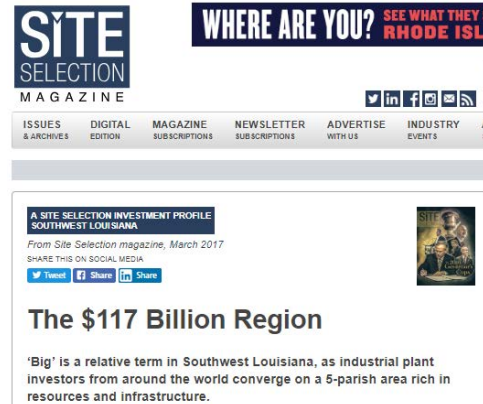 SiTE
SELECTION
MAGAZINE
WHERE ARE YOU? SEE WHAT THEY
RHODE ISL
ISSUES
& ARCHIVES
DIGITAL
EDITION
MAGAZINE
SUBSCRIPTIONS
NEWSLETTER
SUBSCRIPTIONS
ADVERTISE
WITH US
INDUSTRY
EVENTS
A SITE SELECTION INVESTMENT PROFILE
SOUTHWEST LOUISIANA
From Site Selection magazine, March 2017
SHARE THIS ON SOCIAL MEDIA
Tweet Share Share
SiTE
The $117 Billion Region
‘Big’ is a relative term in Southwest Louisiana, as industrial plant
investors from around the world converge on a 5-parish area rich in
resources and infrastructure.